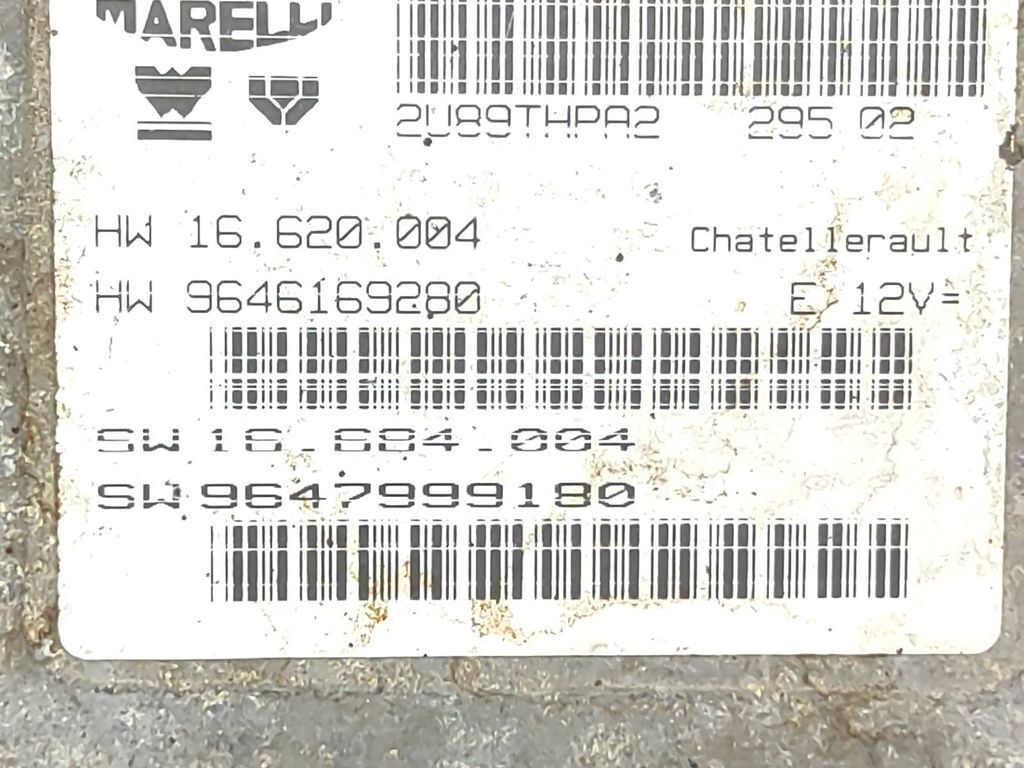 MARELLI
2U89THPA2 295 02
HW 16.620.004 Chatellerault
HW 9646169280 E 12V=
SW 16.684.004
SW 9647999180